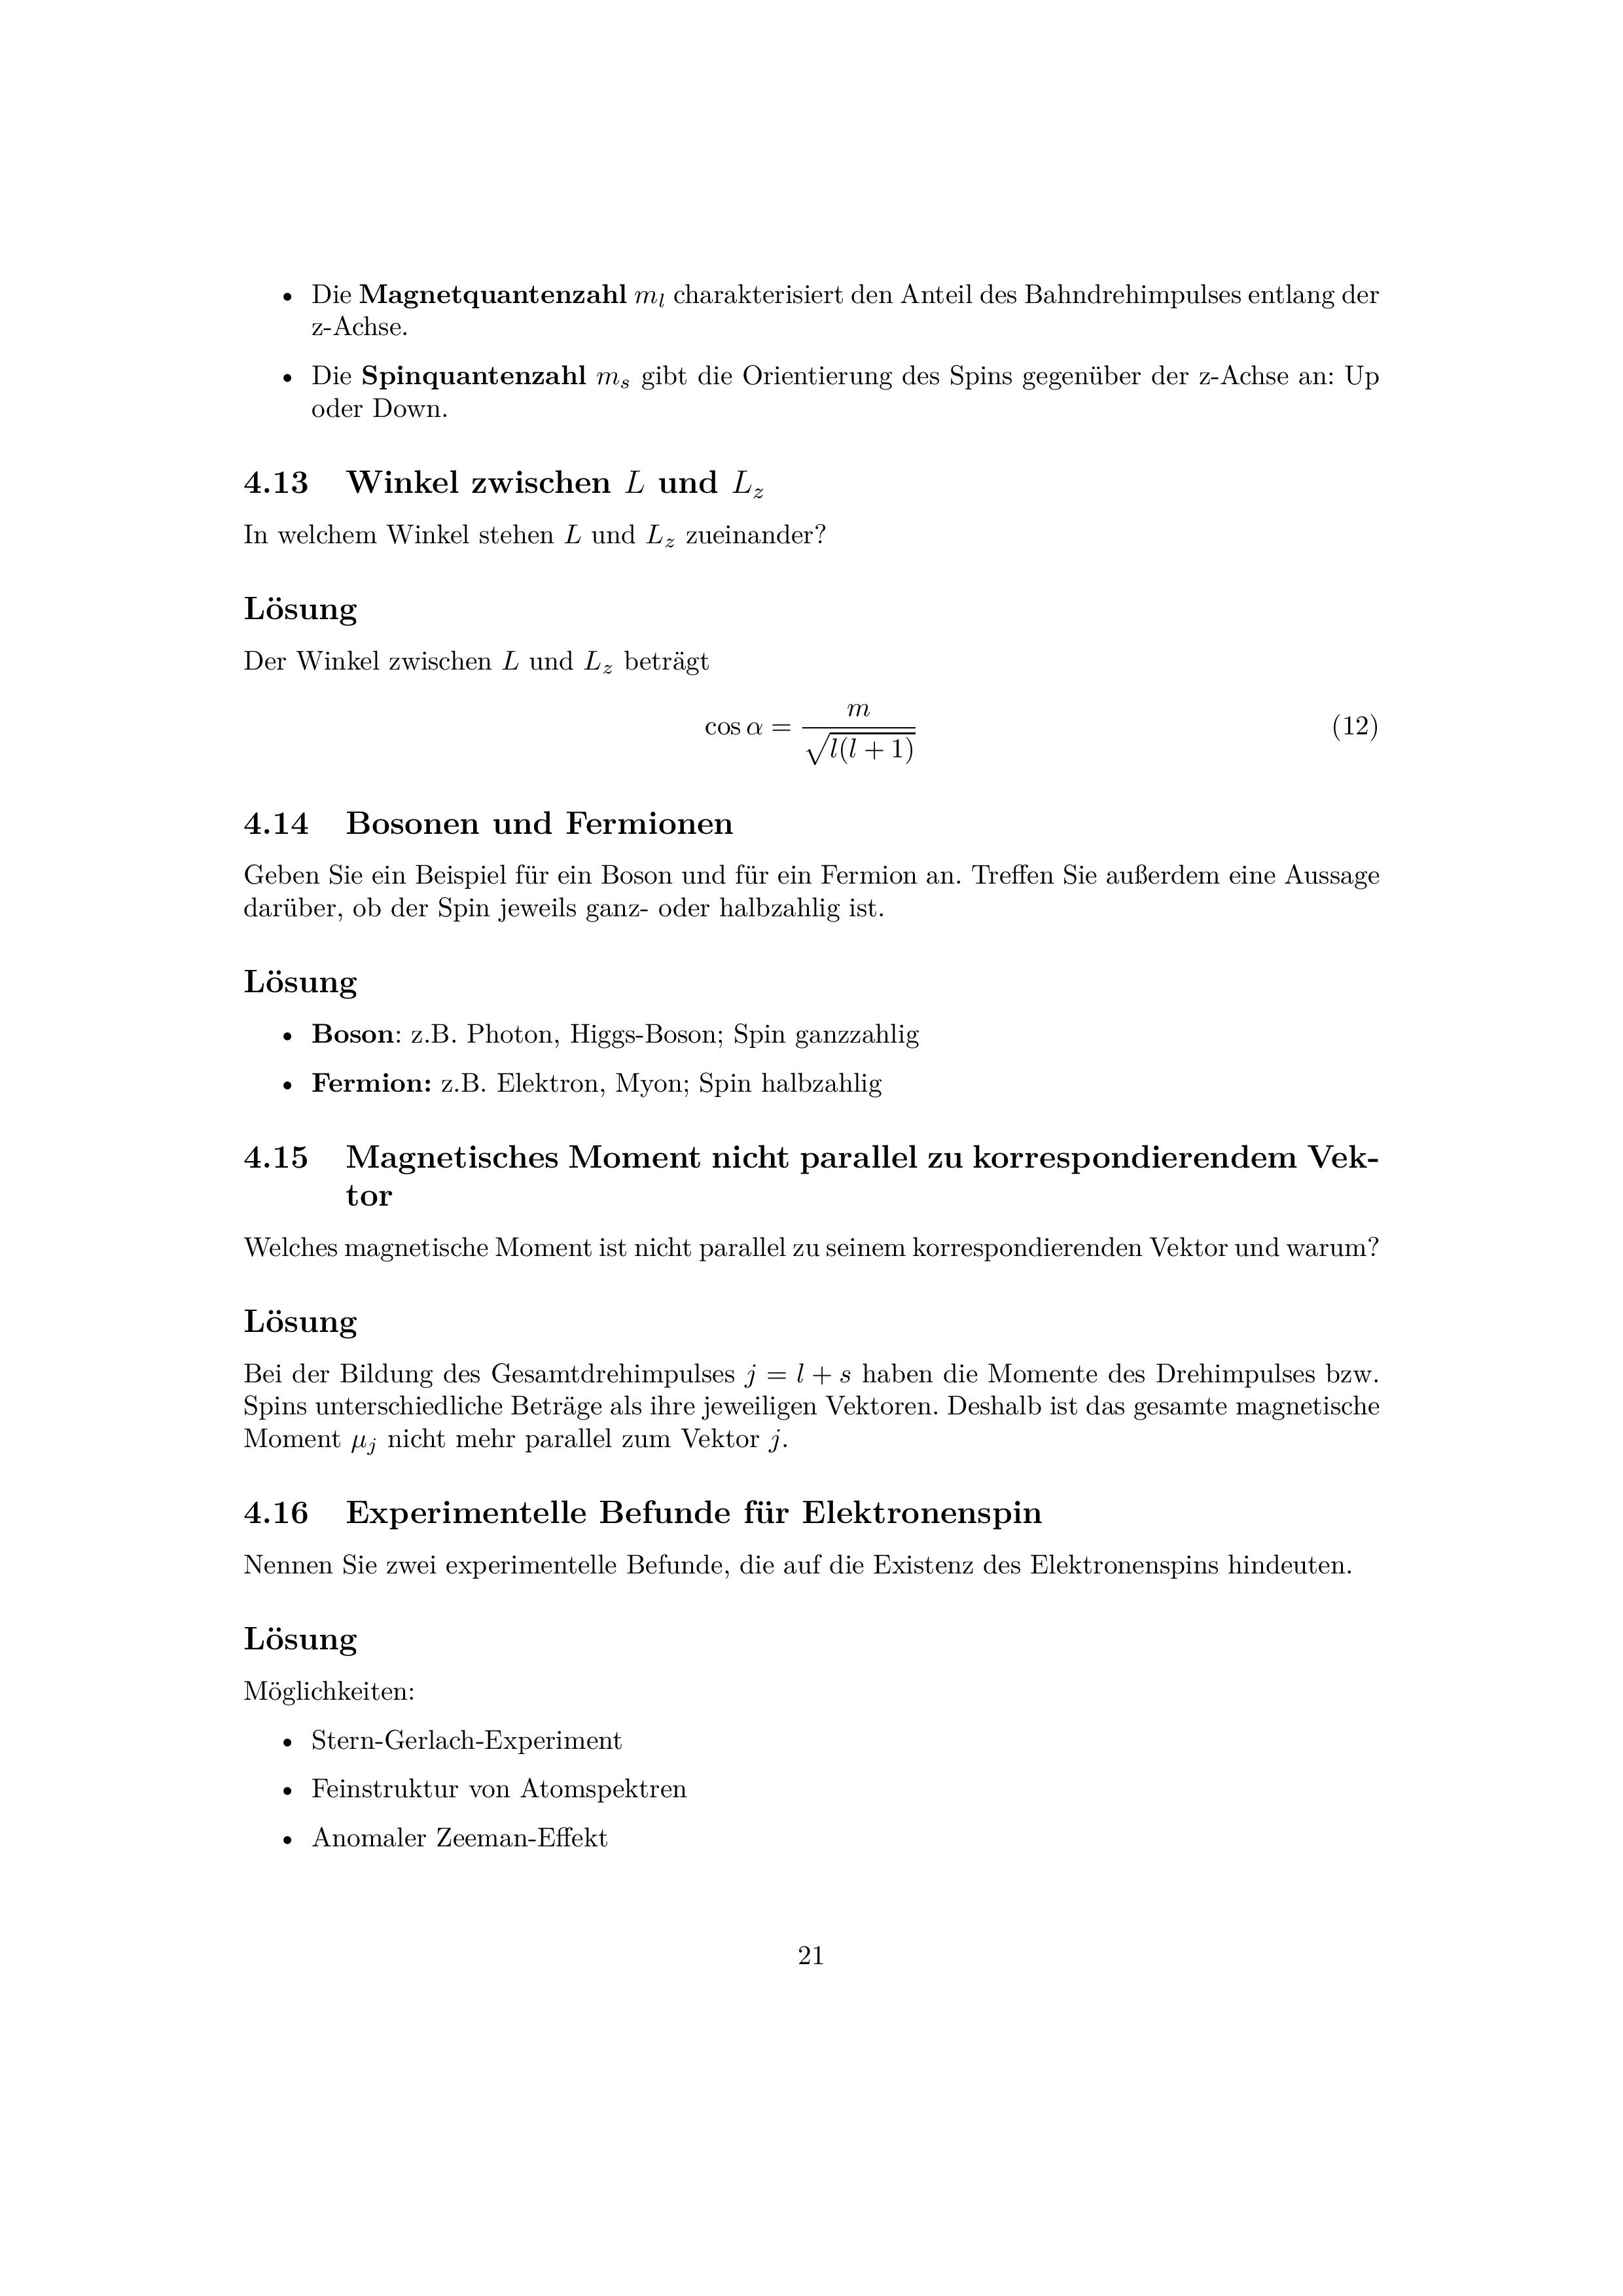 • Die Magnetquantenzahl m_l charakterisiert den Anteil des Bahndrehimpulses entlang der
z-Achse.
• Die Spinquantenzahl m_s gibt die Orientierung des Spins gegenüber der z-Achse an: Up
oder Down.
4.13 Winkel zwischen L und L_z
In welchem Winkel stehen L und L_z zueinander?
Lösung
Der Winkel zwischen L und L_z beträgt
cos α = m / √(l(l + 1)) (12)
4.14 Bosonen und Fermionen
Geben Sie ein Beispiel für ein Boson und für ein Fermion an. Treffen Sie außerdem eine Aussage
darüber, ob der Spin jeweils ganz- oder halbzahlig ist.
Lösung
• Boson: z.B. Photon, Higgs-Boson; Spin ganzzahlig
• Fermion: z.B. Elektron, Myon; Spin halbzahlig
4.15 Magnetisches Moment nicht parallel zu korrespondierendem Vek-
tor
Welches magnetische Moment ist nicht parallel zu seinem korrespondierenden Vektor und warum?
Lösung
Bei der Bildung des Gesamtdrehimpulses j = l + s haben die Momente des Drehimpulses bzw.
Spins unterschiedliche Beträge als ihre jeweiligen Vektoren. Deshalb ist das gesamte magnetische
Moment μ_j nicht mehr parallel zum Vektor j.
4.16 Experimentelle Befunde für Elektronenspin
Nennen Sie zwei experimentelle Befunde, die auf die Existenz des Elektronenspins hindeuten.
Lösung
Möglichkeiten:
• Stern-Gerlach-Experiment
• Feinstruktur von Atomspektren
• Anomaler Zeeman-Effekt
21